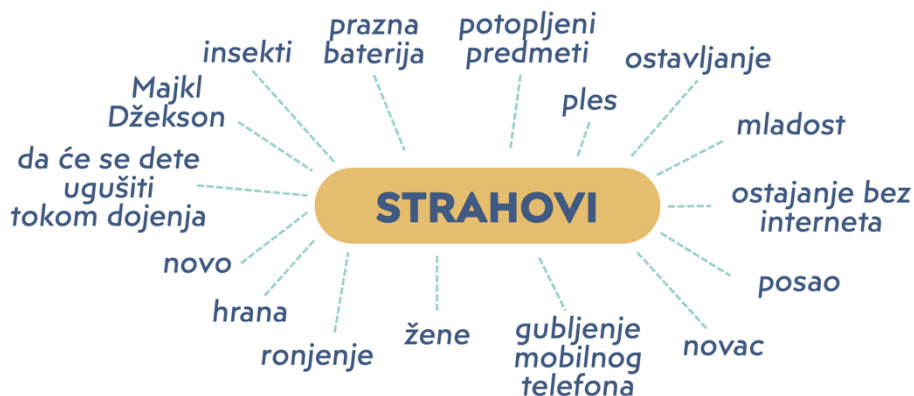 prazna
baterija
potopljeni
predmeti
insekti
ostavljanje
Majkl
Džekson
ples
mladost
da će se dete
ugušiti
tokom dojenja
STRAHOVI
ostajanje bez
interneta
novo
posao
hrana
ronjenje
žene
gubljenje
mobilnog
telefona
novac